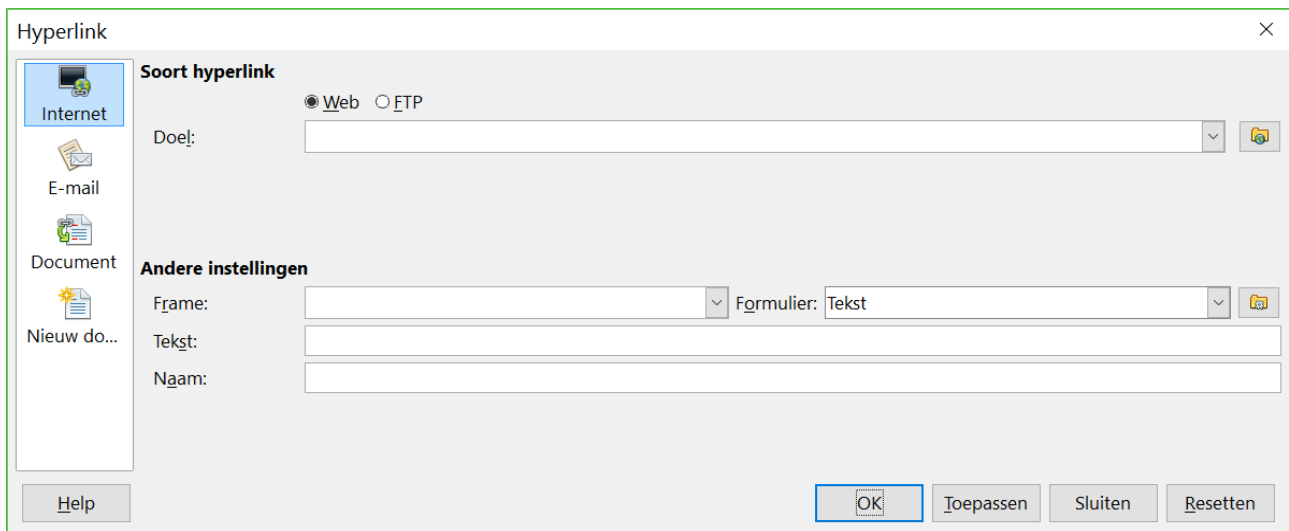 Hyperlink
Internet
E-mail
Document
Nieuw do...
Soort hyperlink
Web FTP
Doel:
Andere instellingen
Frame: Formulier: Tekst
Tekst:
Naam:
Help OK Toepassen Sluiten Resetten